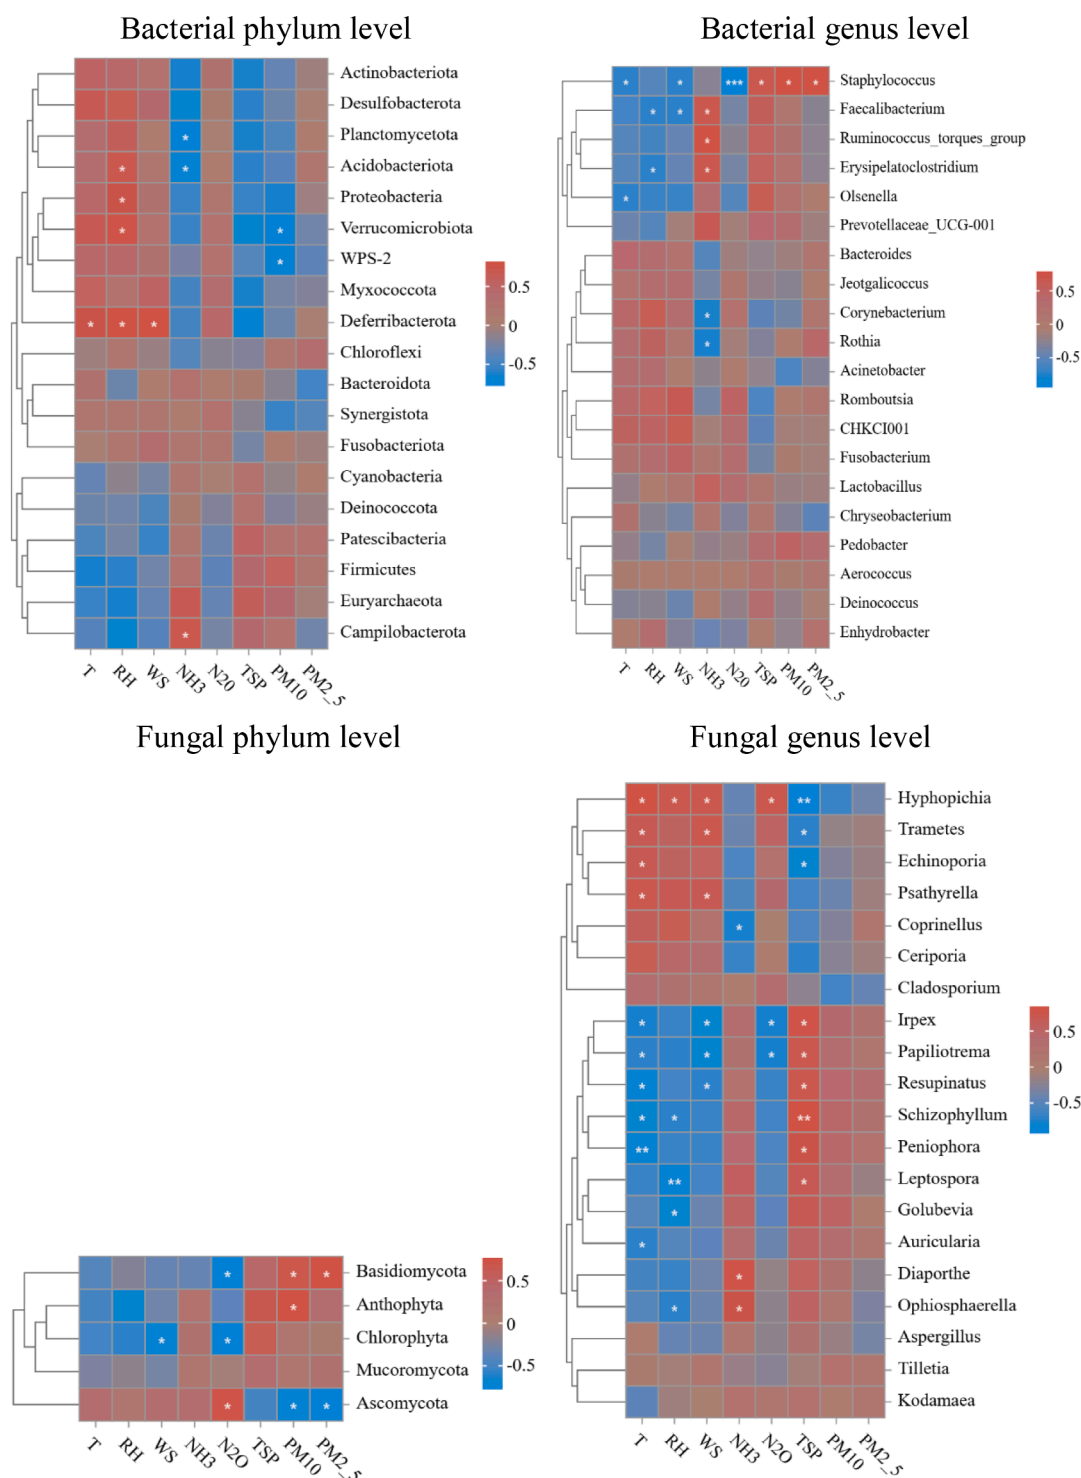 Bacterial phylum level
Actinobacteriota
Desulfobacterota
Planctomycetota
*
Acidobacteriota
* *
Proteobacteria
*
Verrucomicrobiota
* *
WPS-2
*
Myxococcota
Deferribacterota
* * *
Chloroflexi
Bacteroidota
Synergistota
Fusobacteriota
Cyanobacteria
Deinococcota
Patescibacteria
Firmicutes
Euryarchaeota
Campilobacterota
*
T RH WS NH3 N20 TSP PM10 PM2_5
0.5
0
-0.5
Bacterial genus level
Staphylococcus
* * *** * * *
Faecalibacterium
* * *
Ruminococcus_torques_group
*
Erysipelatoclostridium
* *
Olsenella
*
Prevotellaceae_UCG-001
Bacteroides
Jeotgalicoccus
Corynebacterium
*
Rothia
*
Acinetobacter
Romboutsia
CHKCI001
Fusobacterium
Lactobacillus
Chryseobacterium
Pedobacter
Aerococcus
Deinococcus
Enhydrobacter
T RH WS NH3 N20 TSP PM10 PM2_5
0.5
0
-0.5
Fungal phylum level
Basidiomycota
* * *
Anthophyta
*
Chlorophyta
* *
Mucoromycota
Ascomycota
* * *
T RH WS NH3 N2O TSP PM10 PM2_5
0.5
0
-0.5
Fungal genus level
Hyphopichia
* * * * **
Trametes
* * *
Echinoporia
* *
Psathyrella
* *
Coprinellus
*
Ceriporia
Cladosporium
Irpex
* * * *
Papiliotrema
* * * *
Resupinatus
* * *
Schizophyllum
* * **
Peniophora
** *
Leptospora
** *
Golubevia
*
Auricularia
*
Diaporthe
*
Ophiosphaerella
* *
Aspergillus
Tilletia
Kodamaea
T RH WS NH3 N2O TSP PM10 PM2_5
0.5
0
-0.5